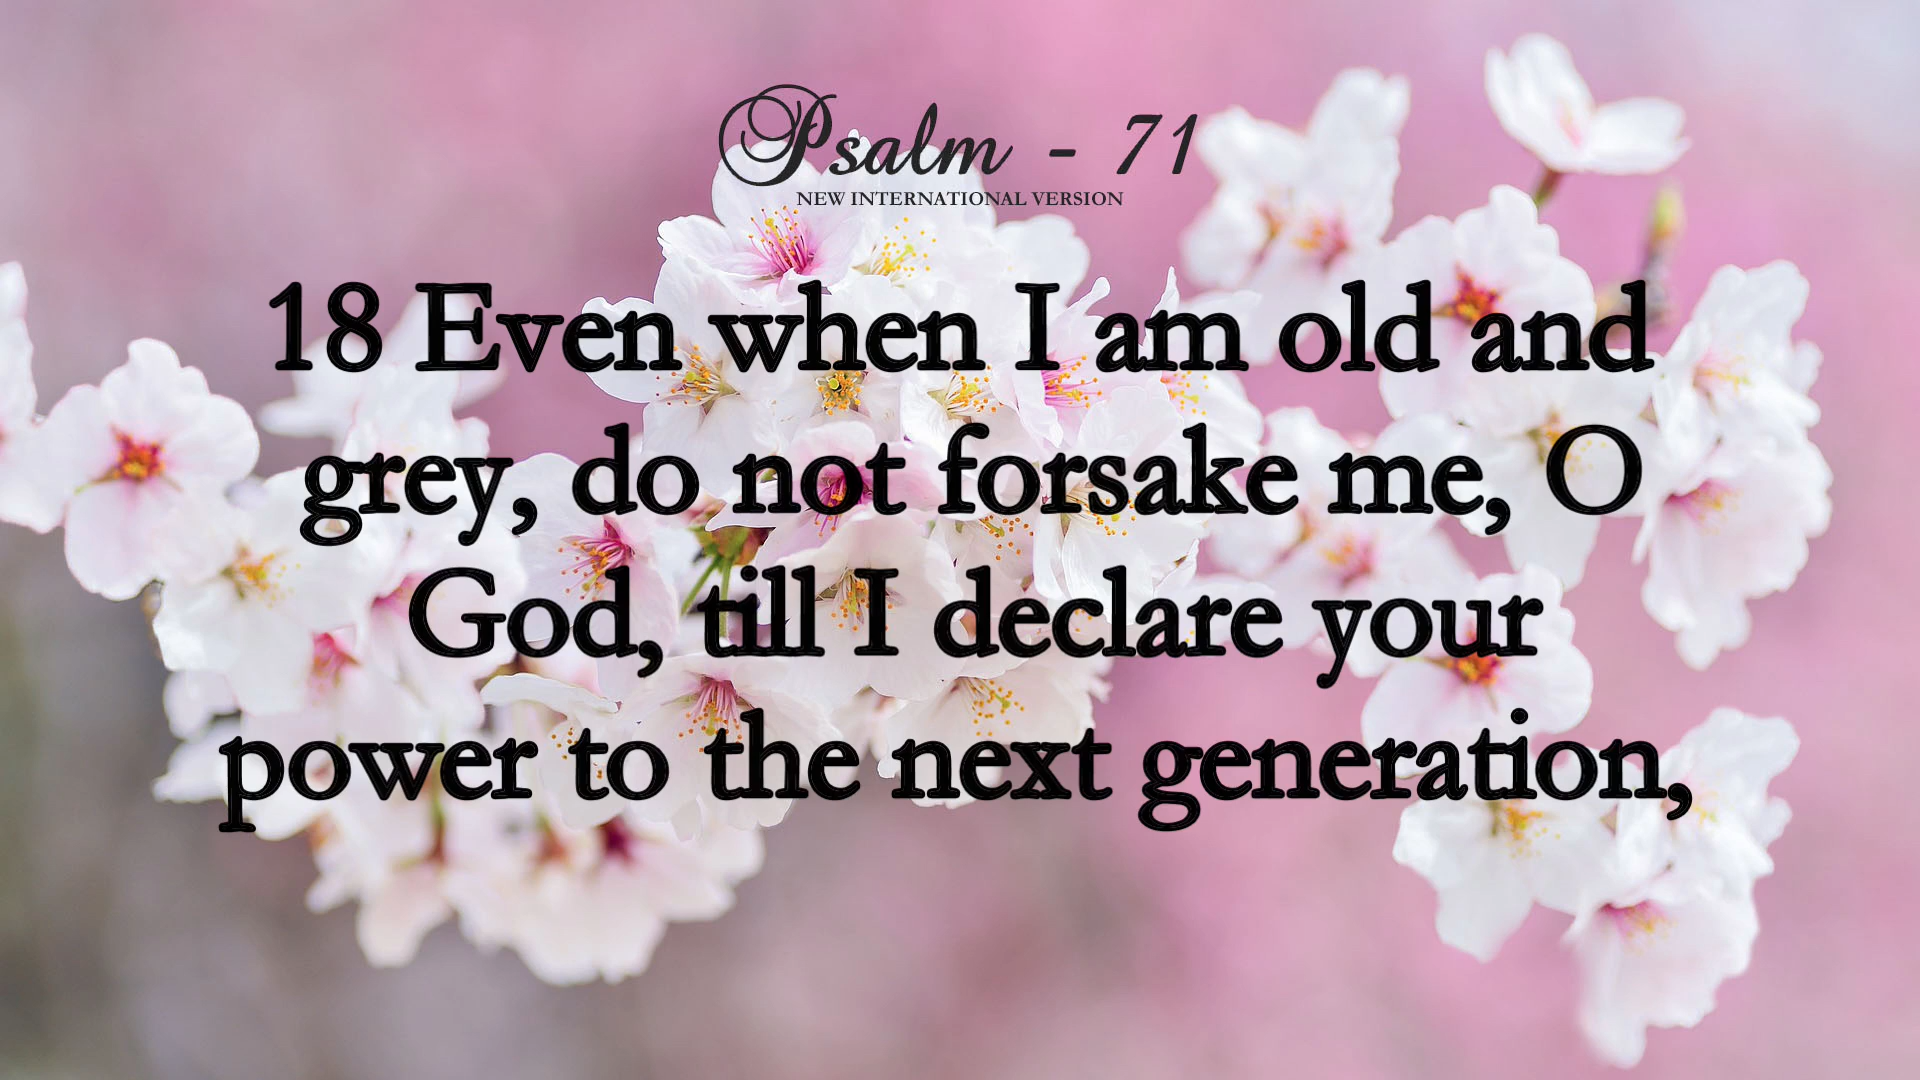 Psalm - 71
NEW INTERNATIONAL VERSION
18 Even when I am old and
grey, do not forsake me, O
God, till I declare your
power to the next generation,